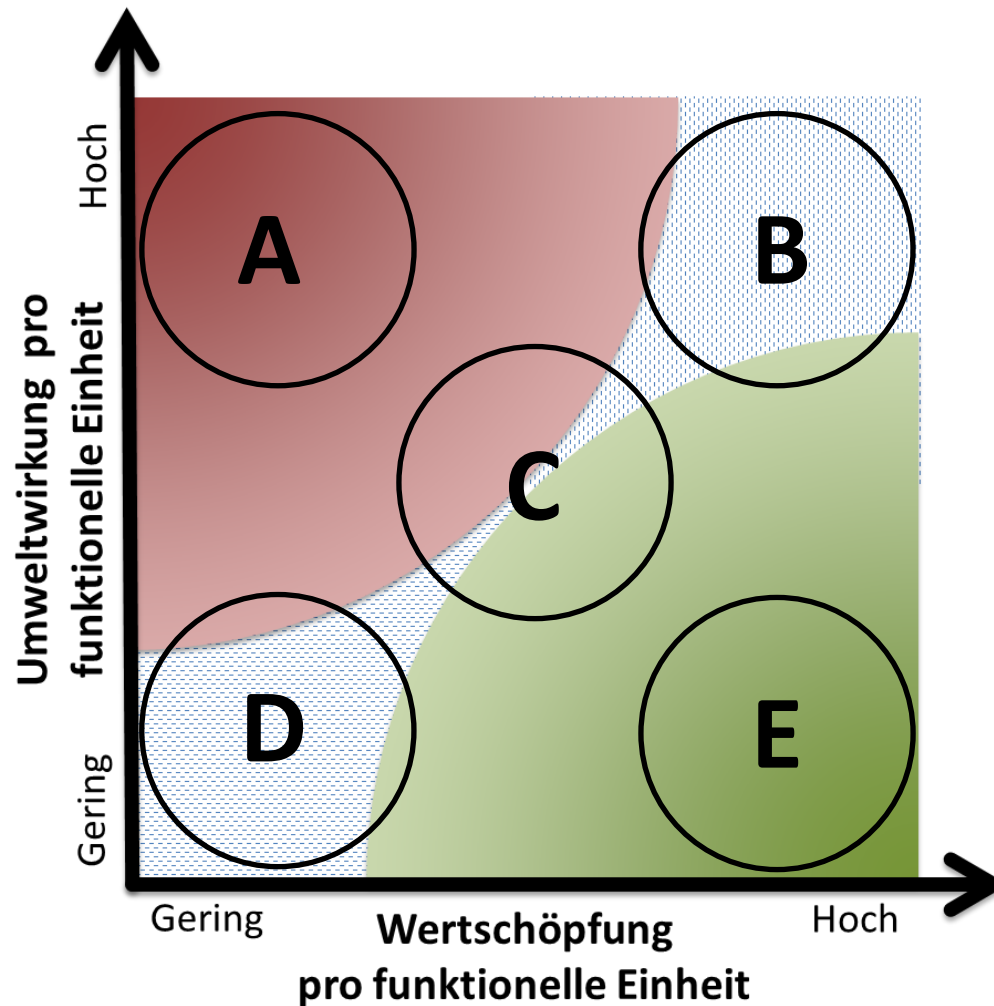 Hoch
Umweltwirkung pro
funktionelle Einheit
Gering
A
B
C
D
E
Gering
Hoch
Wertschöpfung
pro funktionelle Einheit